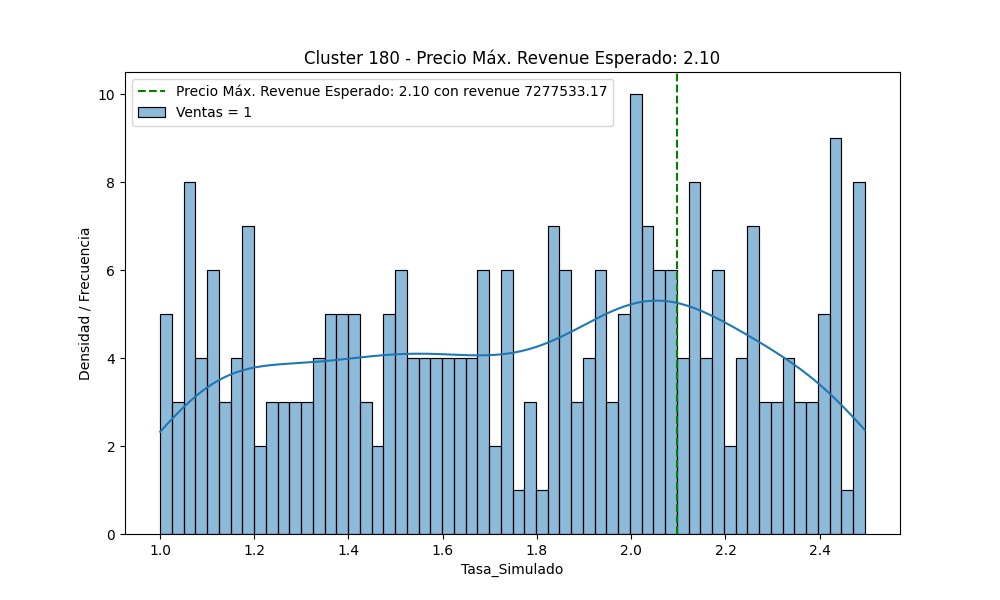 Cluster 180 - Precio Máx. Revenue Esperado: 2.10
Precio Máx. Revenue Esperado: 2.10 con revenue 7277533.17
Ventas = 1
Densidad / Frecuencia
10
8
6
4
2
0
1.0 1.2 1.4 1.6 1.8 2.0 2.2 2.4
Tasa_Simulado